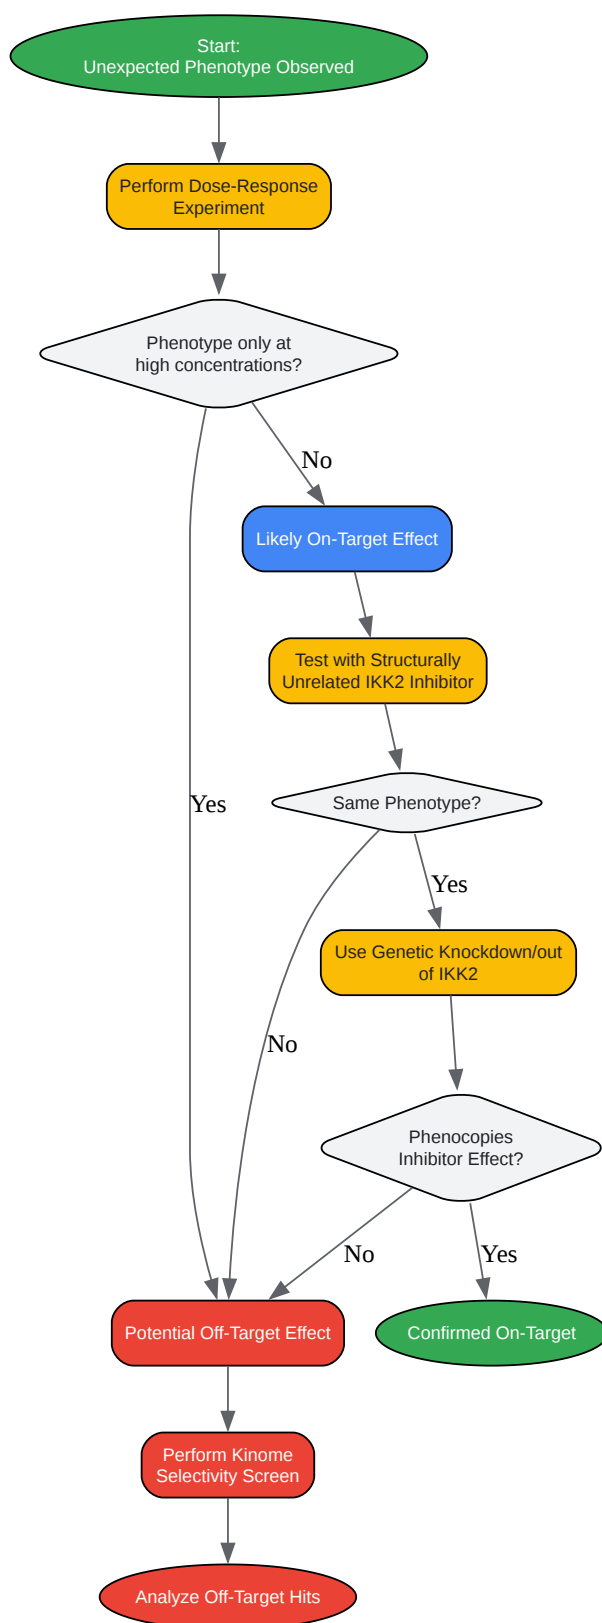 Start:
Unexpected Phenotype Observed
Perform Dose-Response
Experiment
Phenotype only at
high concentrations?
No
Likely On-Target Effect
Test with Structurally
Unrelated IKK2 Inhibitor
Same Phenotype?
Yes
Yes
Use Genetic Knockdown/out
of IKK2
No
Phenocopies
Inhibitor Effect?
No
Yes
Potential Off-Target Effect
Confirmed On-Target
Perform Kinome
Selectivity Screen
Analyze Off-Target Hits